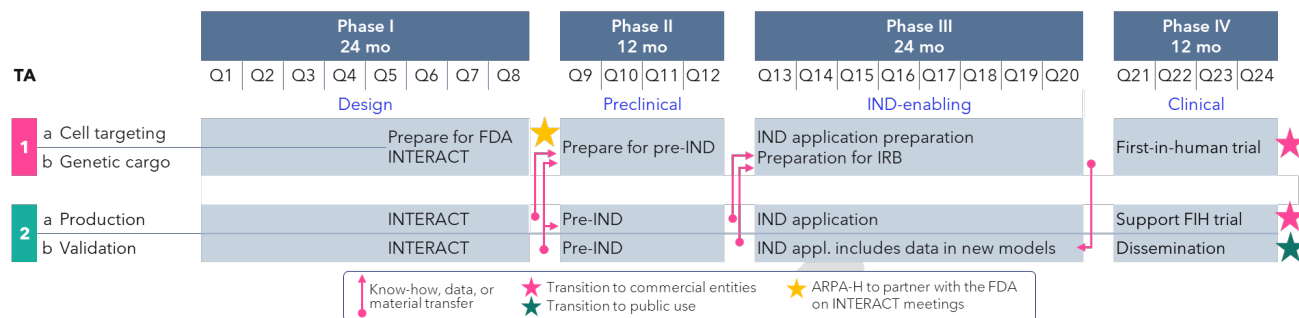 Phase I
24 mo
Phase II
12 mo
Phase III
24 mo
Phase IV
12 mo
TA
Q1 Q2 Q3 Q4 Q5 Q6 Q7 Q8 Q9 Q10 Q11 Q12 Q13 Q14 Q15 Q16 Q17 Q18 Q19 Q20 Q21 Q22 Q23 Q24
Design Preclinical IND-enabling Clinical
1
a Cell targeting
b Genetic cargo
Prepare for FDA
INTERACT
Prepare for pre-IND
IND application preparation
Preparation for IRB
First-in-human trial
2
a Production INTERACT Pre-IND IND application Support FIH trial
b Validation INTERACT Pre-IND IND appl. includes data in new models Dissemination
Know-how, data, or
material transfer
Transition to commercial entities
Transition to public use
ARPA-H to partner with the FDA
on INTERACT meetings